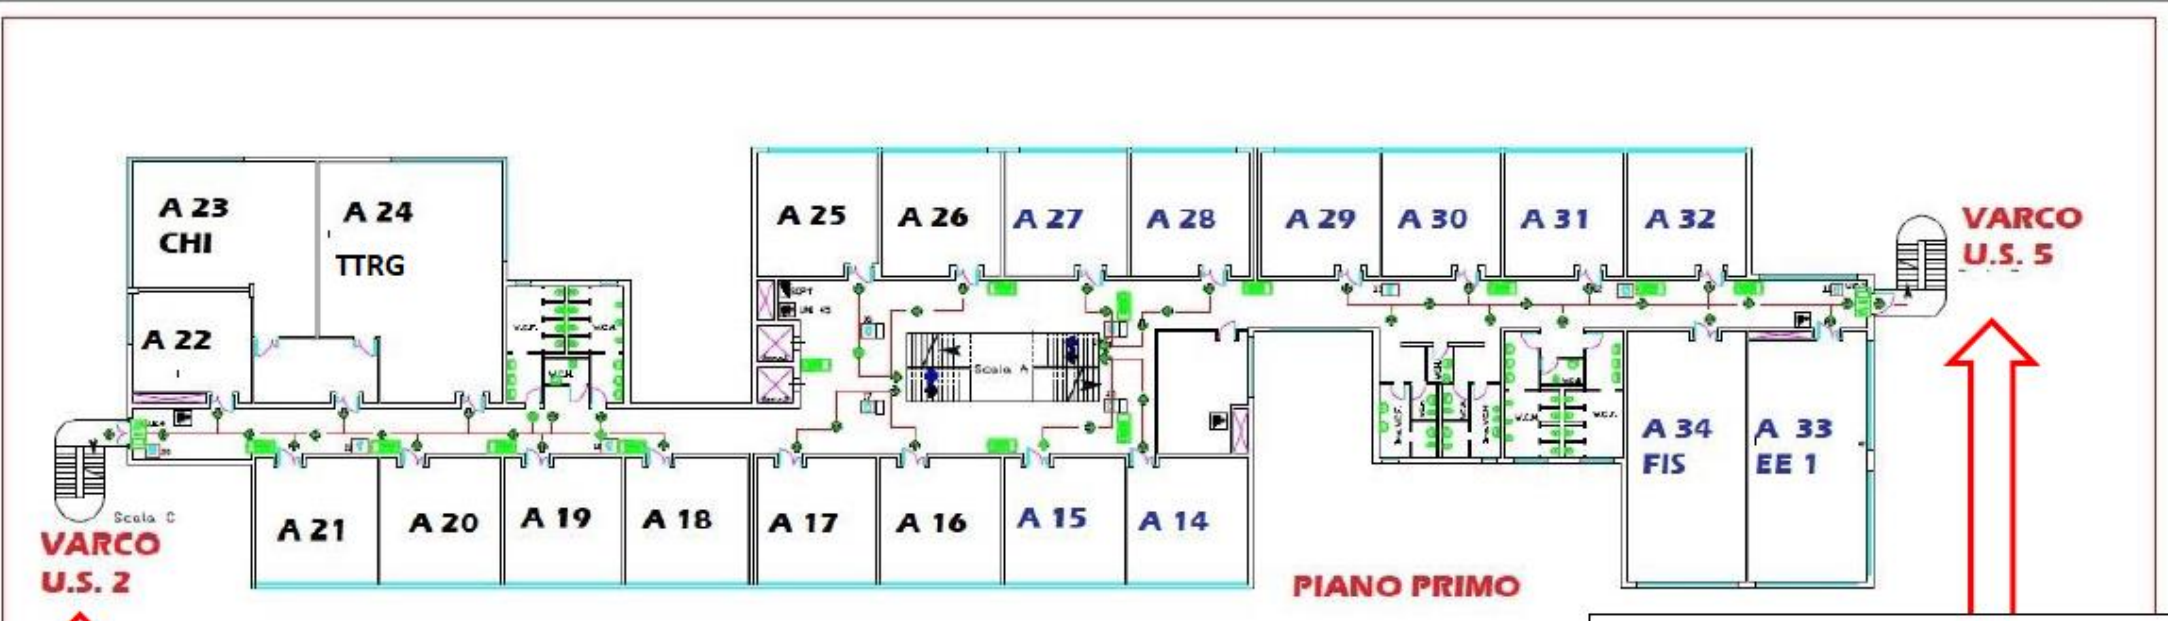 A 23
CHI
A 24
TTRG
A 22
A 25
A 26
A 27
A 28
A 29
A 30
A 31
A 32
VARCO
U.S. 5
W.C.F.
Scala A
A 34
FIS
A 33
EE 1
W.C.H.
W.C.F.
A 21
A 20
A 19
A 18
A 17
A 16
A 15
A 14
Scala C
VARCO
U.S. 2
PIANO PRIMO